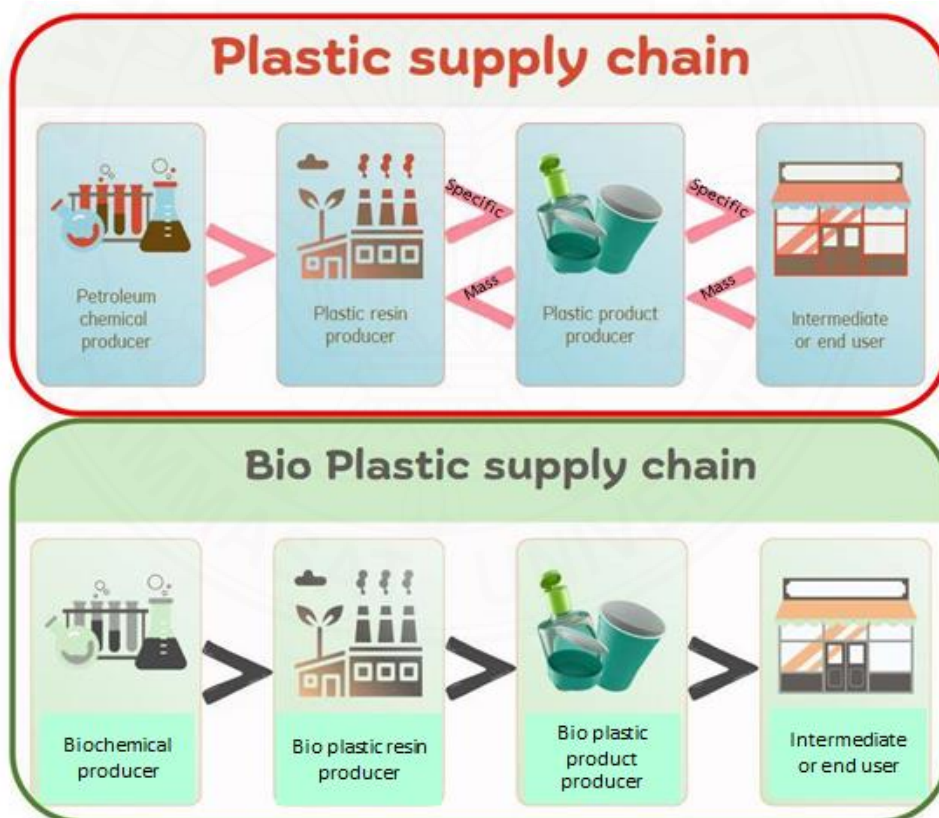 Plastic supply chain
Specific
Specific
Mass
Mass
Petroleum
chemical
producer
Plastic resin
producer
Plastic product
producer
Intermediate
or end user
Bio Plastic supply chain
Biochemical
producer
Bio plastic resin
producer
Bio plastic
product
producer
Intermediate
or end user